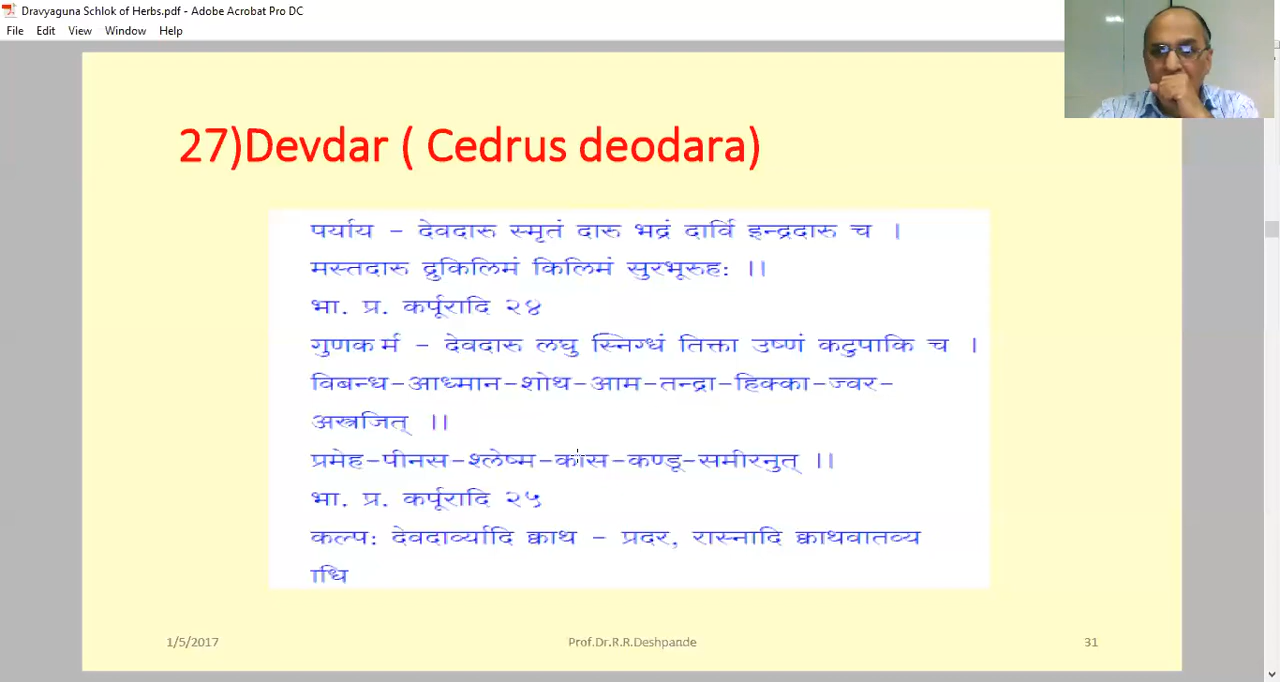 Dravyaguna Schlok of Herbs.pdf - Adobe Acrobat Pro DC
File Edit View Window Help
27)Devdar ( Cedrus deodara)
पर्याय - देवदारू स्मृतं दारू भद्रं दार्वि इन्द्रदारू च ।
मस्तदारू द्रुकिलिमं किलिमं सुरभूरूहः ।।
भा. प्र. कर्पूरादि २४
गुणकर्म - देवदारू लघु स्निग्धं तिक्ता उष्णं कटुपाकि च ।
विबन्ध-आध्मान-शोथ-आम-तन्द्रा-हिक्का-ज्वर-
अस्त्रजित् ।।
प्रमेह-पीनस-श्लेष्म-कास-कण्डू-समीरनुत् ।।
भा. प्र. कर्पूरादि २५
कल्पः देवदार्व्यादि क्वाथ - प्रदर, रास्नादि क्वाथवातव्य
ाधि
1/5/2017 Prof.Dr.R.R.Deshpande 31